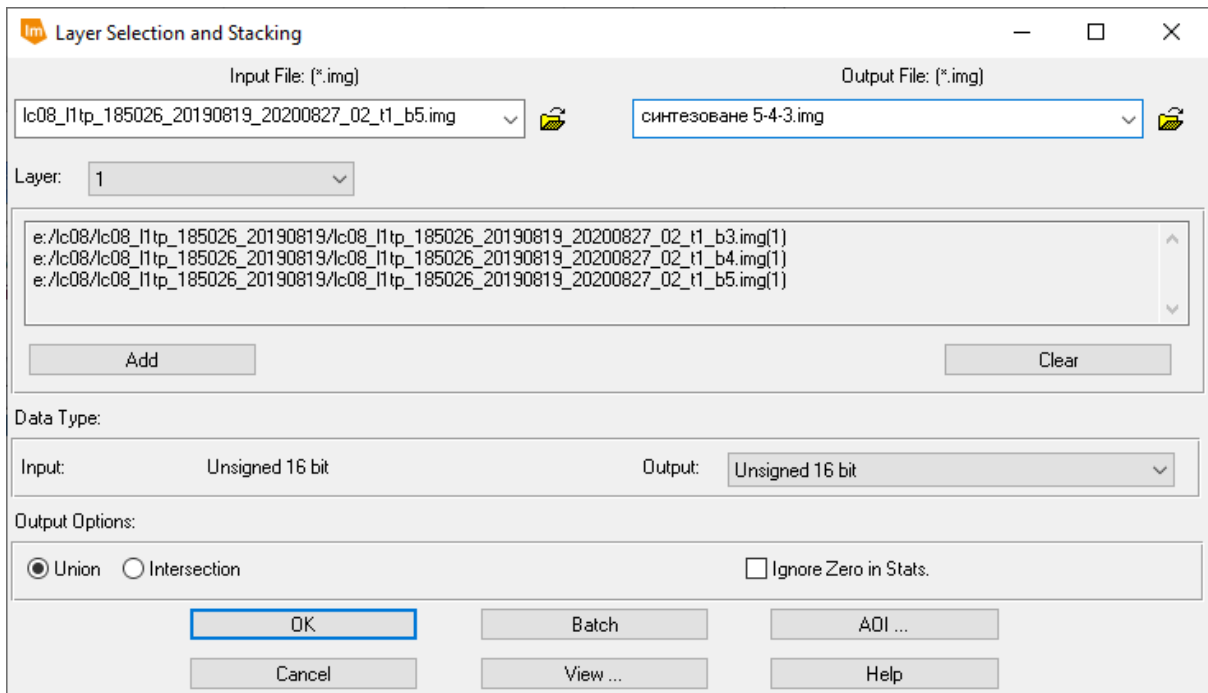 Layer Selection and Stacking
Input File: (*.img)
Output File: (*.img)
lc08_l1tp_185026_20190819_20200827_02_t1_b5.img
синтезоване 5-4-3.img
Layer:
1
e:/lc08/lc08_l1tp_185026_20190819/lc08_l1tp_185026_20190819_20200827_02_t1_b3.img(1)
e:/lc08/lc08_l1tp_185026_20190819/lc08_l1tp_185026_20190819_20200827_02_t1_b4.img(1)
e:/lc08/lc08_l1tp_185026_20190819/lc08_l1tp_185026_20190819_20200827_02_t1_b5.img(1)
Add
Clear
Data Type:
Input: Unsigned 16 bit
Output: Unsigned 16 bit
Output Options:
Union Intersection
Ignore Zero in Stats.
OK Batch AOI ...
Cancel View ... Help